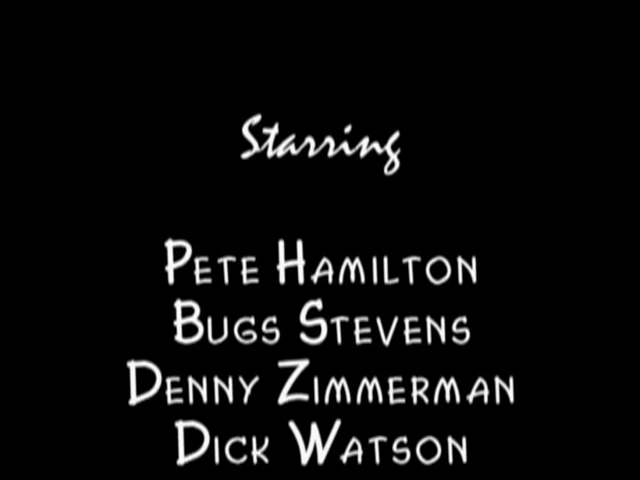 Starring
Pete Hamilton
Bugs Stevens
Denny Zimmerman
Dick Watson